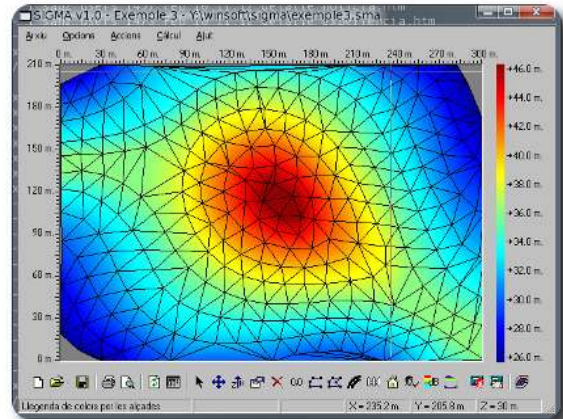 SIGMA v1.0 - Exemple 3 - Y:\winsoft\sigma\exemple3.sma
Arxiu Opcions Accions Càlcul Ajut
0 m. 30 m. 60 m. 90 m. 120 m. 150 m. 180 m. 210 m. 240 m. 270 m. 300 m.
210 m.
180 m.
150 m.
120 m.
90 m.
60 m.
30 m.
0 m.
+46.0 m.
+44.0 m.
+42.0 m.
+40.0 m.
+38.0 m.
+36.0 m.
+34.0 m.
+32.0 m.
+30.0 m.
+28.0 m.
+26.0 m.
Llegenda de colors per les alçades X = 235.2 m. Y = 205.8 m. Z = 30 m.